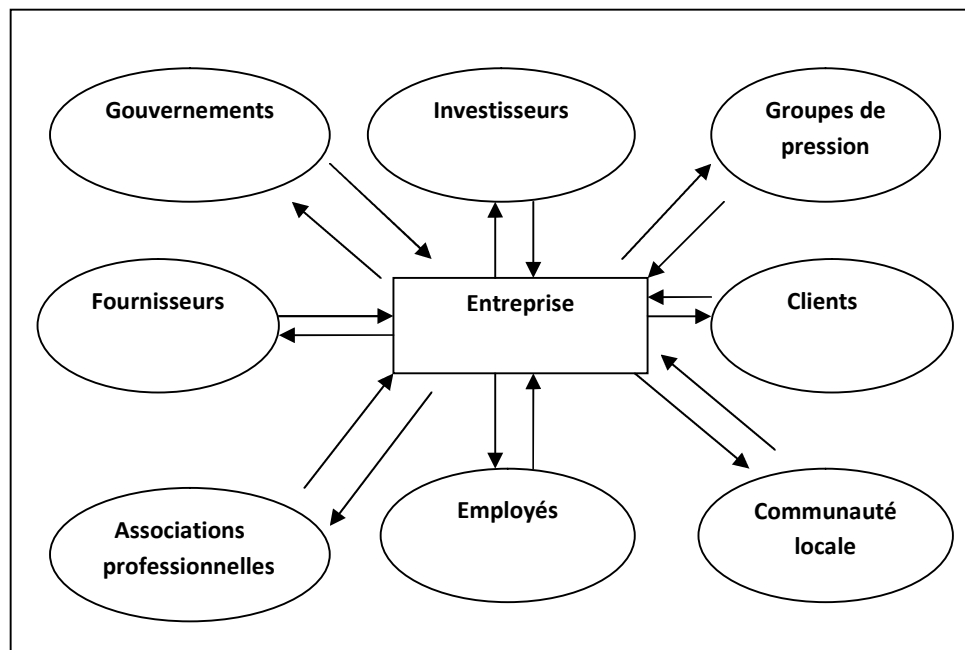 Gouvernements
Investisseurs
Groupes de
pression
Fournisseurs
Entreprise
Clients
Associations
professionnelles
Employés
Communauté
locale